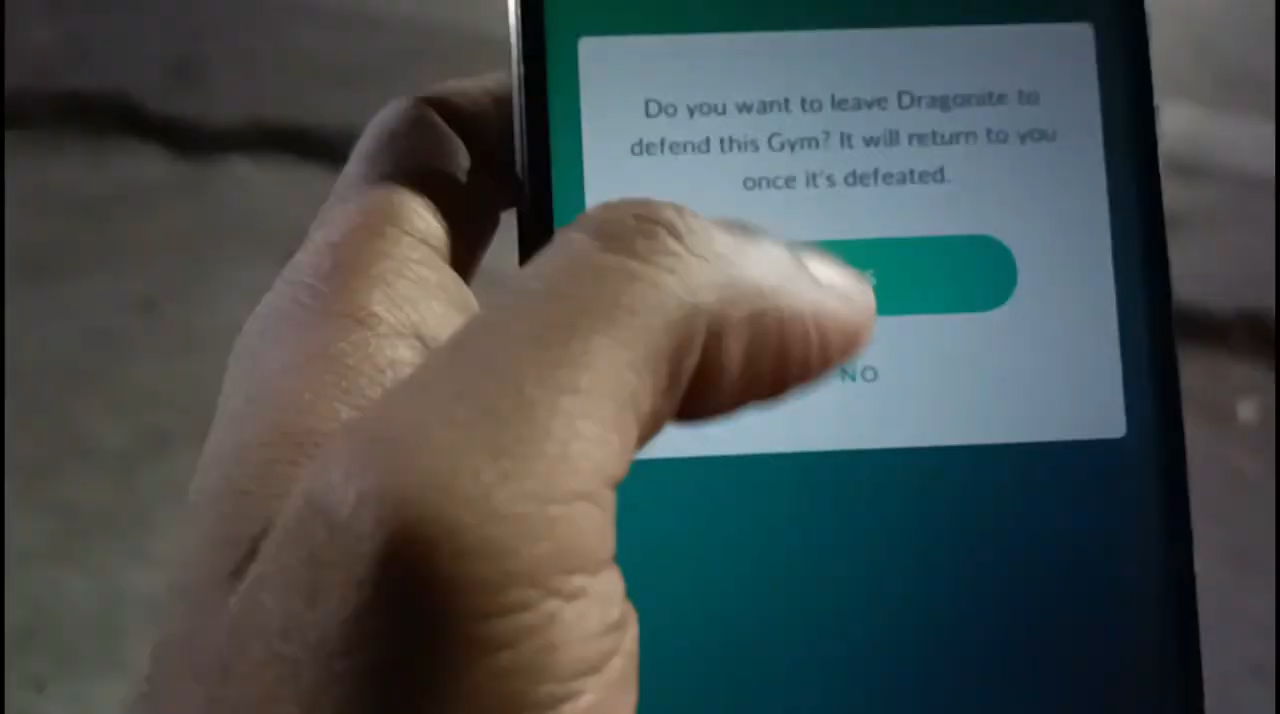 Do you want to leave Dragonite to
defend this Gym? It will return to you
once it's defeated.
S
NO